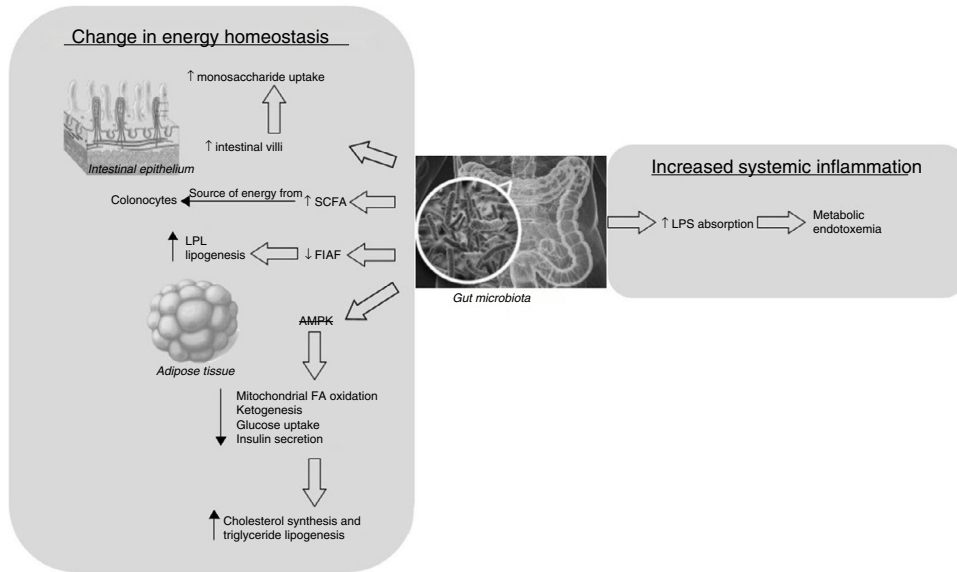 Change in energy homeostasis
↑ monosaccharide uptake
↑ intestinal villi
Intestinal epithelium
Colonocytes
Source of energy from
↑ SCFA
↑ LPL
lipogenesis
↓ FIAF
Adipose tissue
AMPK
↓ Mitochondrial FA oxidation
Ketogenesis
Glucose uptake
Insulin secretion
↑ Cholesterol synthesis and
triglyceride lipogenesis
Gut microbiota
Increased systemic inflammation
↑ LPS absorption
Metabolic
endotoxemia